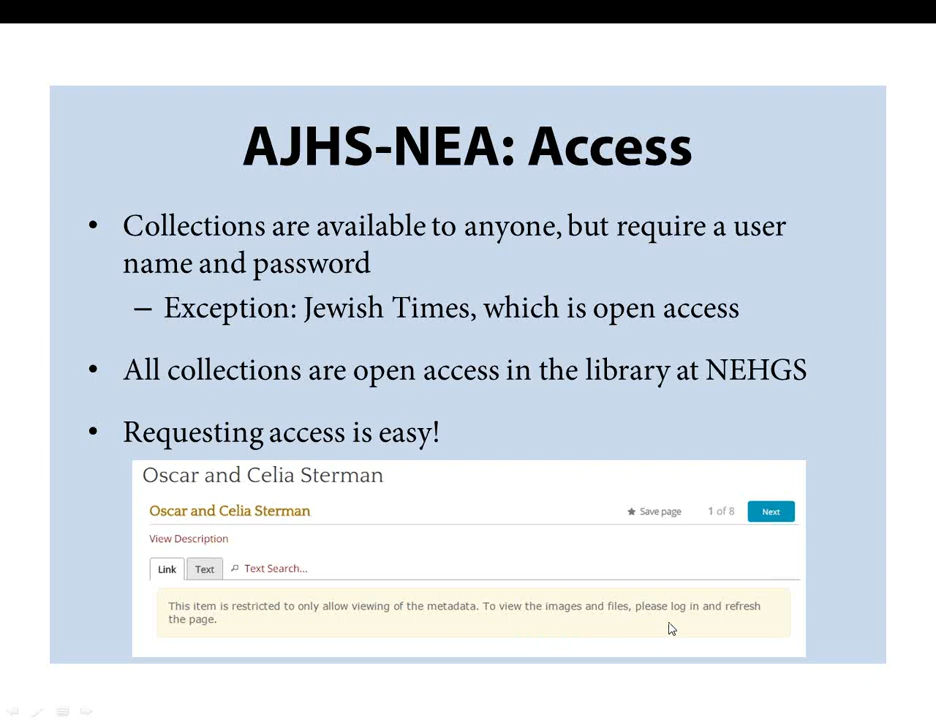 AJHS-NEA: Access
• Collections are available to anyone, but require a user
name and password
– Exception: Jewish Times, which is open access
• All collections are open access in the library at NEHGS
• Requesting access is easy!
Oscar and Celia Sterman
Oscar and Celia Sterman ★ Save page 1 of 8 Next
View Description
Link Text Text Search...
This item is restricted to only allow viewing of the metadata. To view the images and files, please log in and refresh
the page.